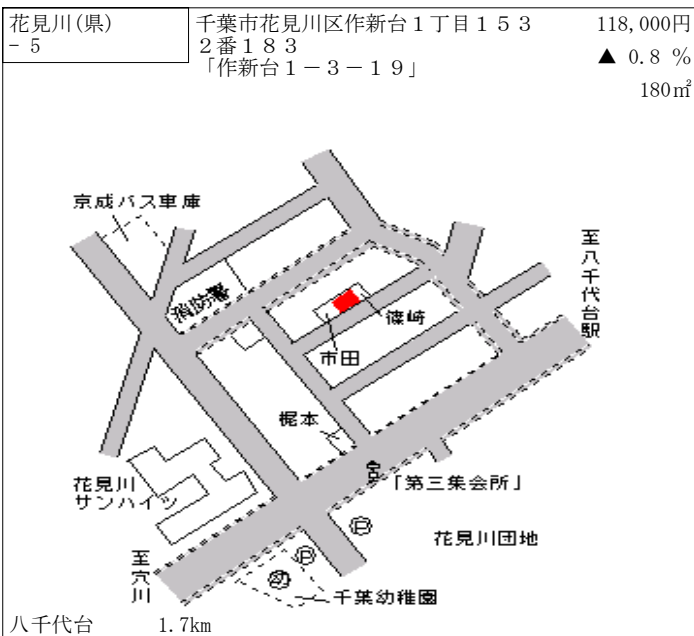 花見川(県)
- 5
千葉市花見川区作新台１丁目１５３
２番１８３
「作新台１－３－１９」
118,000円
▲ 0.8 %
180㎡
京成バス車庫
消防署
至八千代台駅
篠崎
市田
梶本
「第三集会所」
花見川
サンハイツ
花見川団地
至穴川
幼
千葉幼稚園
八千代台 1.7km